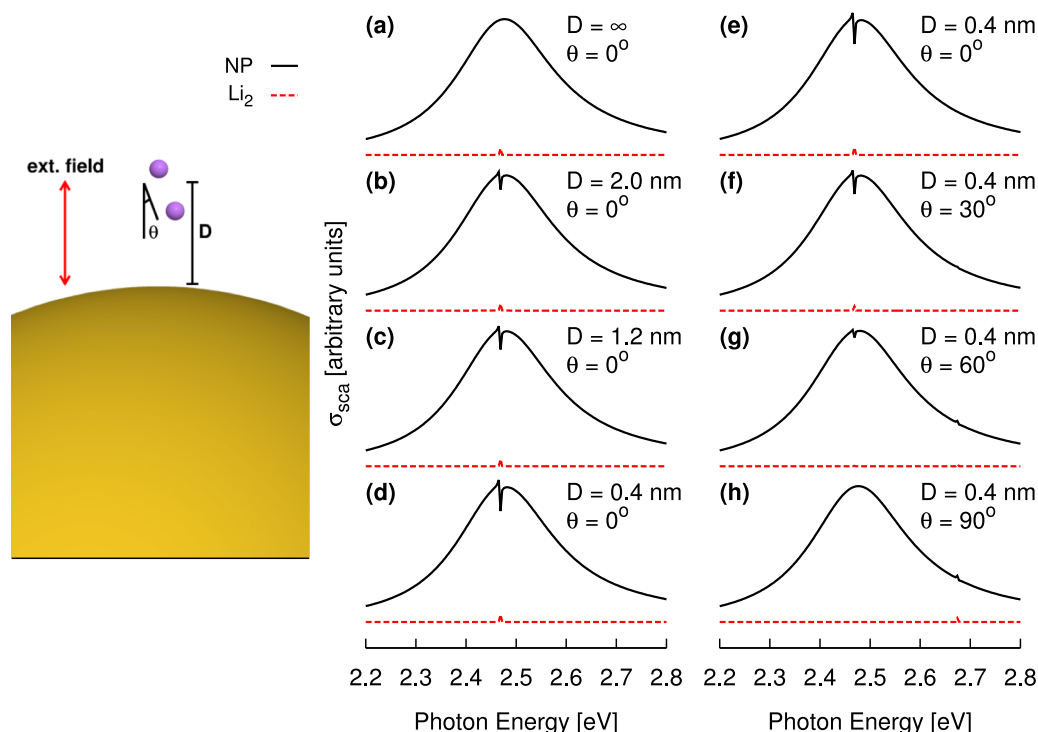 NP
Li₂
ext. field
θ
D
σsca [arbitrary units]
(a)
D = ∞
θ = 0°
(b)
D = 2.0 nm
θ = 0°
(c)
D = 1.2 nm
θ = 0°
(d)
D = 0.4 nm
θ = 0°
2.2 2.3 2.4 2.5 2.6 2.7 2.8
Photon Energy [eV]
(e)
D = 0.4 nm
θ = 0°
(f)
D = 0.4 nm
θ = 30°
(g)
D = 0.4 nm
θ = 60°
(h)
D = 0.4 nm
θ = 90°
2.2 2.3 2.4 2.5 2.6 2.7 2.8
Photon Energy [eV]